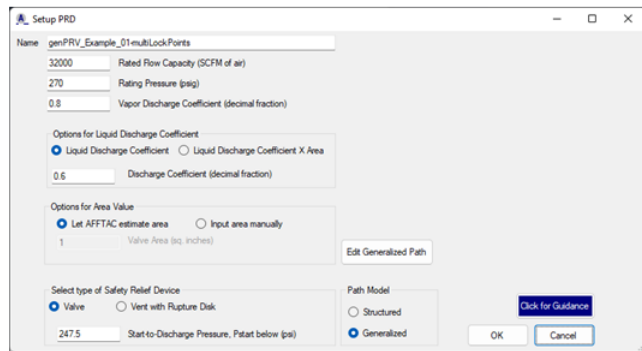 Setup PRD
Name genPRV_Example_01-multiLockPoints
32000 Rated Flow Capacity (SCFM of air)
270 Rating Pressure (psig)
0.8 Vapor Discharge Coefficient (decimal fraction)
Options for Liquid Discharge Coefficient
Liquid Discharge Coefficient Liquid Discharge Coefficient X Area
0.6 Discharge Coefficient (decimal fraction)
Options for Area Value
Let AFFTAC estimate area Input area manually
1 Valve Area (sq. inches)
Edit Generalized Path
Select type of Safety Relief Device
Valve Vent with Rupture Disk
247.5 Start-to-Discharge Pressure, Pstart below (psi)
Path Model
Structured
Generalized
Click for Guidance
OK Cancel